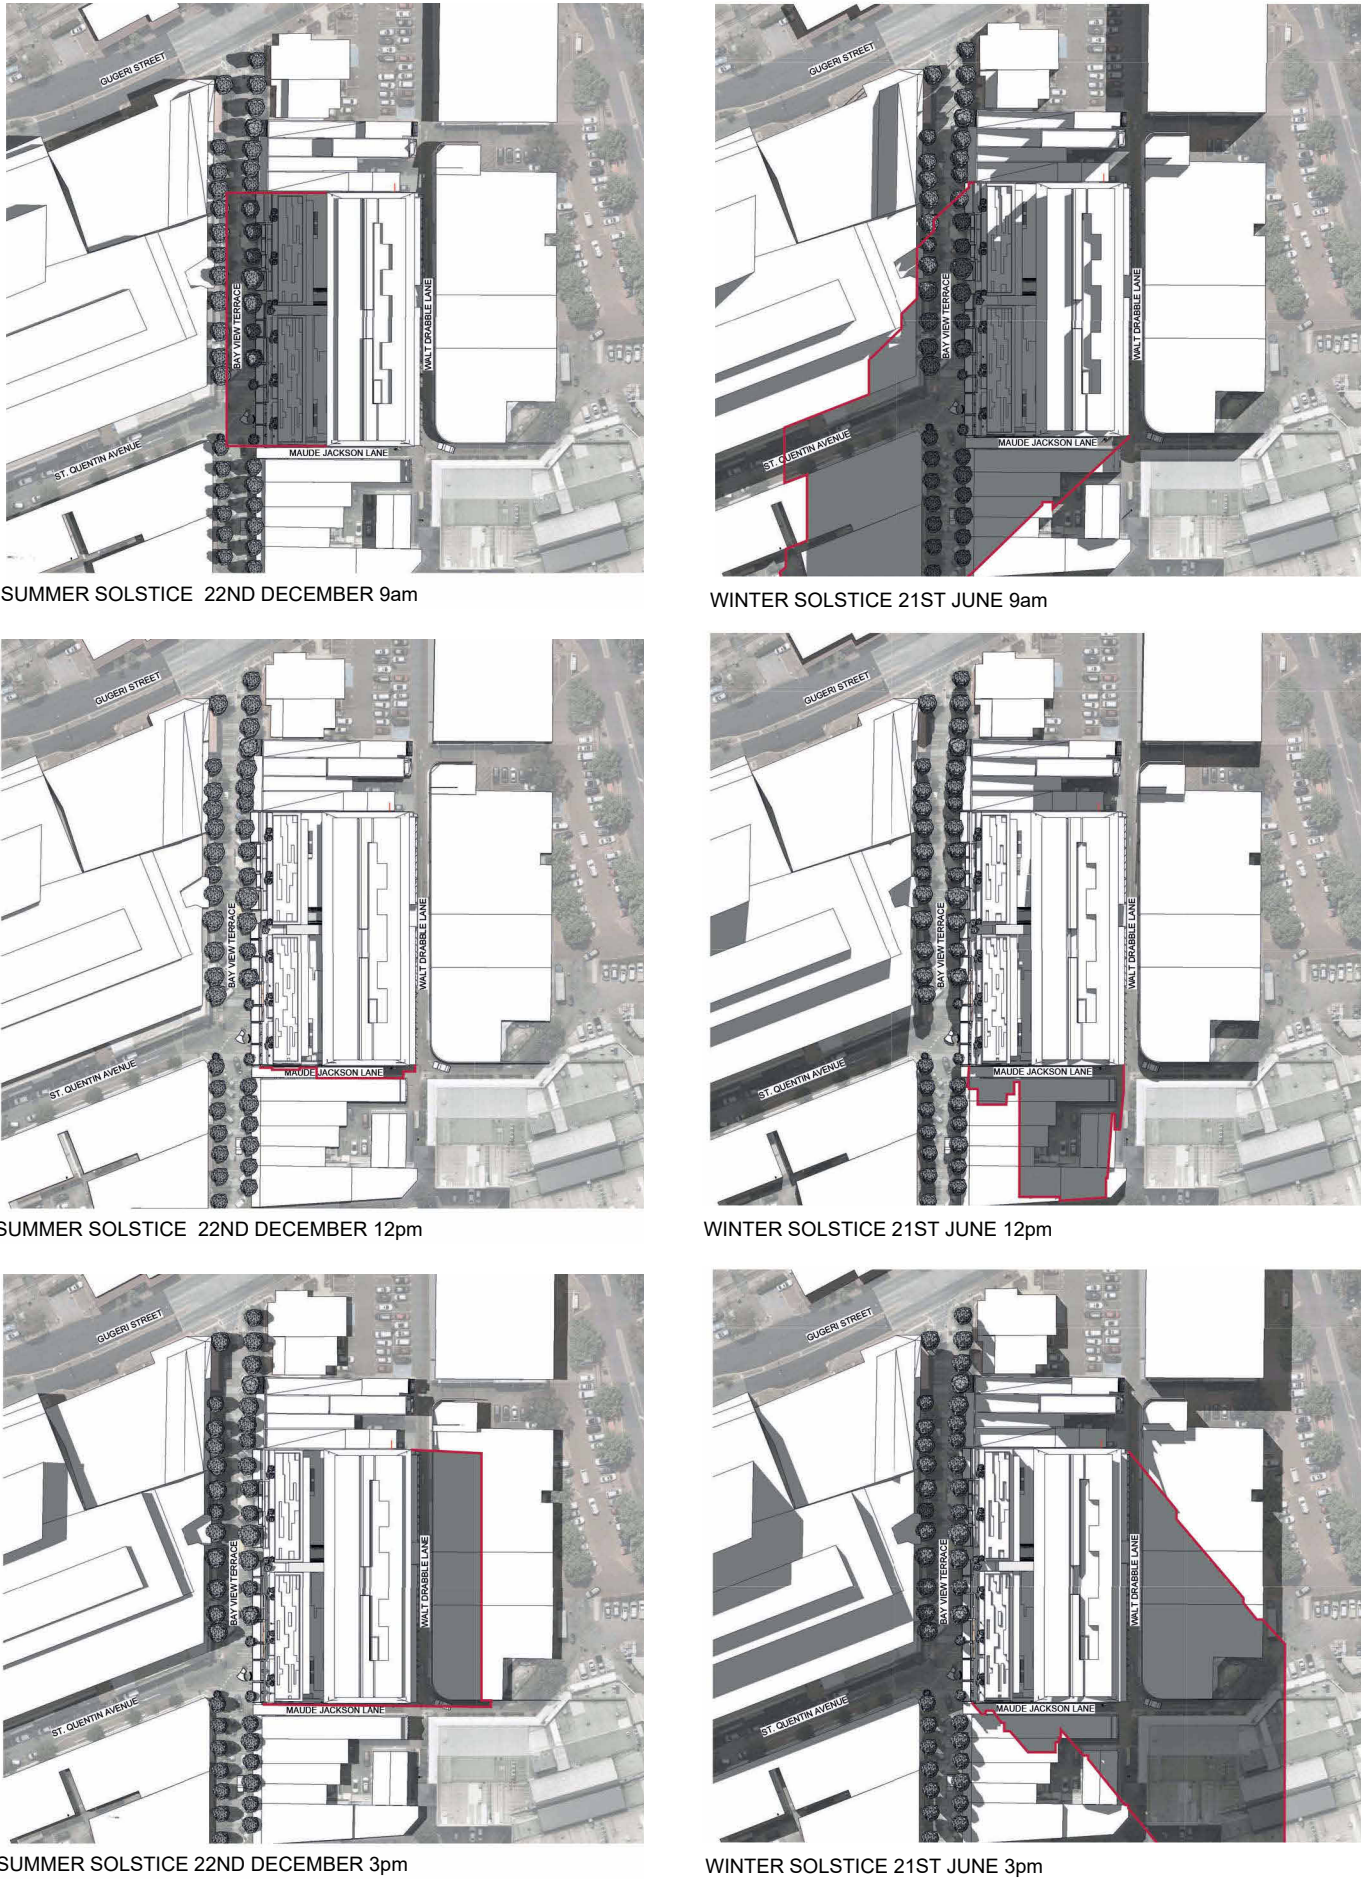 GUGERI STREET
BAY VIEW TERRACE
WALT DRABBLE LANE
ST. QUENTIN AVENUE
MAUDE JACKSON LANE
SUMMER SOLSTICE 22ND DECEMBER 9am
GUGERI STREET
BAY VIEW TERRACE
WALT DRABBLE LANE
ST. QUENTIN AVENUE
MAUDE JACKSON LANE
WINTER SOLSTICE 21ST JUNE 9am
GUGERI STREET
BAY VIEW TERRACE
WALT DRABBLE LANE
ST. QUENTIN AVENUE
MAUDE JACKSON LANE
SUMMER SOLSTICE 22ND DECEMBER 12pm
GUGERI STREET
BAY VIEW TERRACE
WALT DRABBLE LANE
ST. QUENTIN AVENUE
MAUDE JACKSON LANE
WINTER SOLSTICE 21ST JUNE 12pm
GUGERI STREET
BAY VIEW TERRACE
WALT DRABBLE LANE
ST. QUENTIN AVENUE
MAUDE JACKSON LANE
SUMMER SOLSTICE 22ND DECEMBER 3pm
GUGERI STREET
BAY VIEW TERRACE
WALT DRABBLE LANE
ST. QUENTIN AVENUE
MAUDE JACKSON LANE
WINTER SOLSTICE 21ST JUNE 3pm